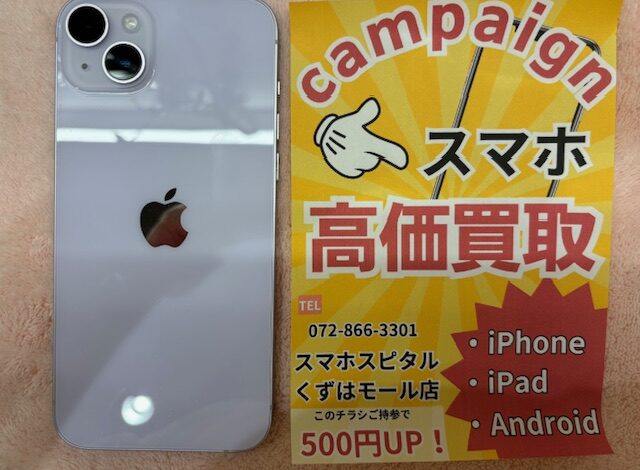 campaign
スマホ
高価買取
TEL
072-866-3301
スマホスピタル
くずはモール店
このチラシご持参で
500円UP！
・iPhone
・iPad
・Android